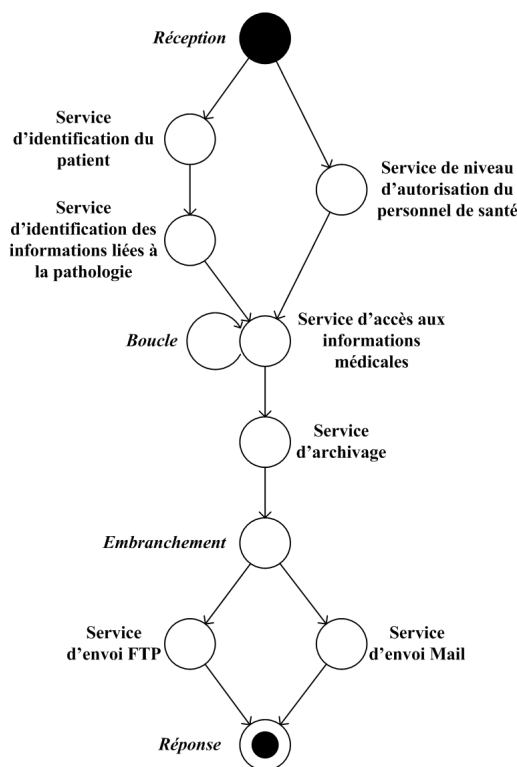 Réception
Service
d'identification du
patient
Service de niveau
d'autorisation du
personnel de santé
Service
d'identification des
informations liées à
la pathologie
Boucle
Service d'accès aux
informations
médicales
Service
d'archivage
Embranchement
Service
d'envoi FTP
Service
d'envoi Mail
Réponse